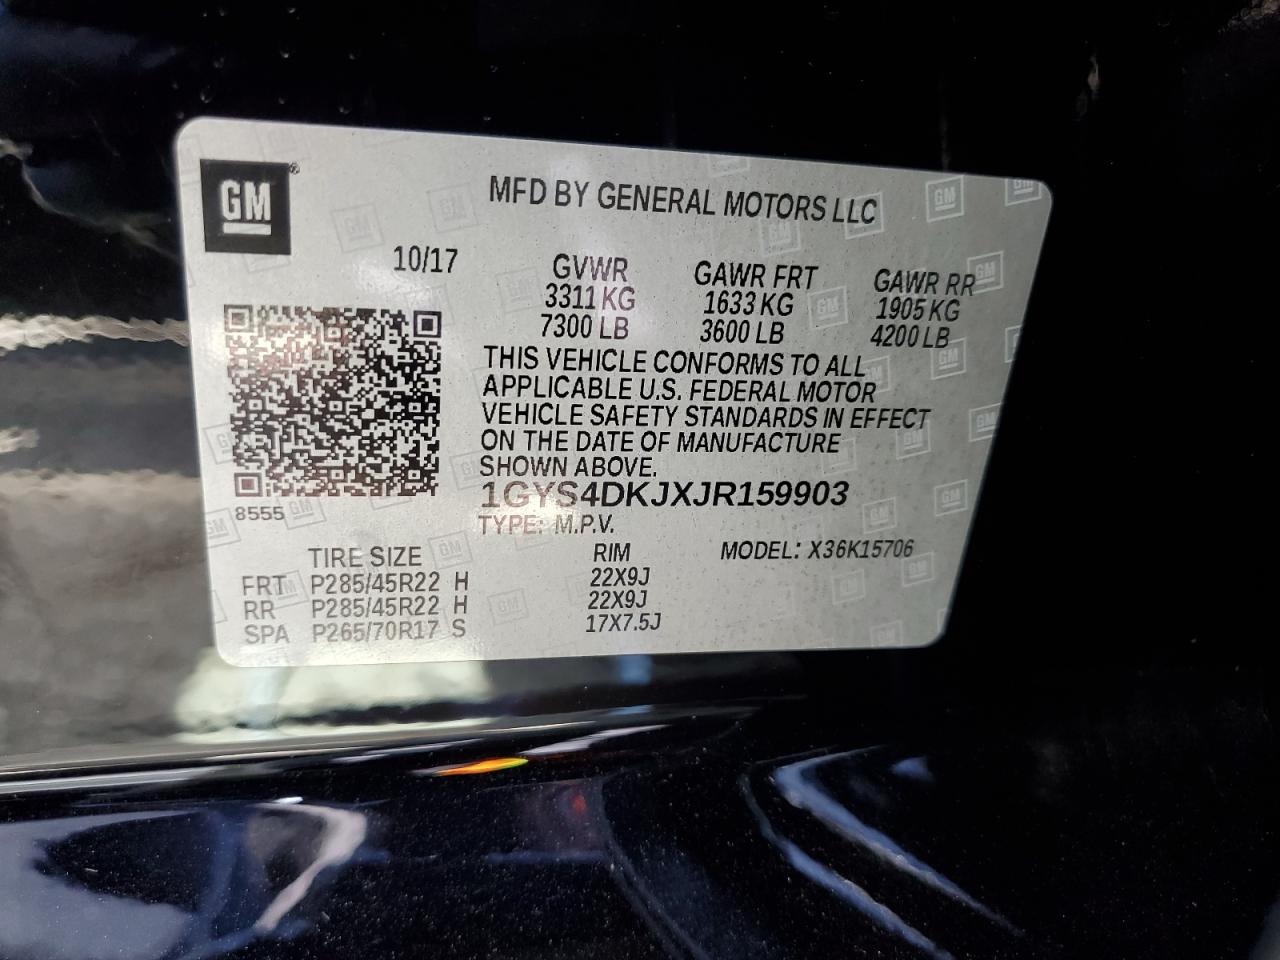 GM
MFD BY GENERAL MOTORS LLC
10/17
GVWR GAWR FRT GAWR RR
3311 KG 1633 KG 1905 KG
7300 LB 3600 LB 4200 LB
THIS VEHICLE CONFORMS TO ALL
APPLICABLE U.S. FEDERAL MOTOR
VEHICLE SAFETY STANDARDS IN EFFECT
ON THE DATE OF MANUFACTURE
SHOWN ABOVE.
1GYS4DKJXJR159903
8555
TYPE: M.P.V.
TIRE SIZE RIM MODEL: X36K15706
FRT P285/45R22 H 22X9J
RR P285/45R22 H 22X9J
SPA P265/70R17 S 17X7.5J